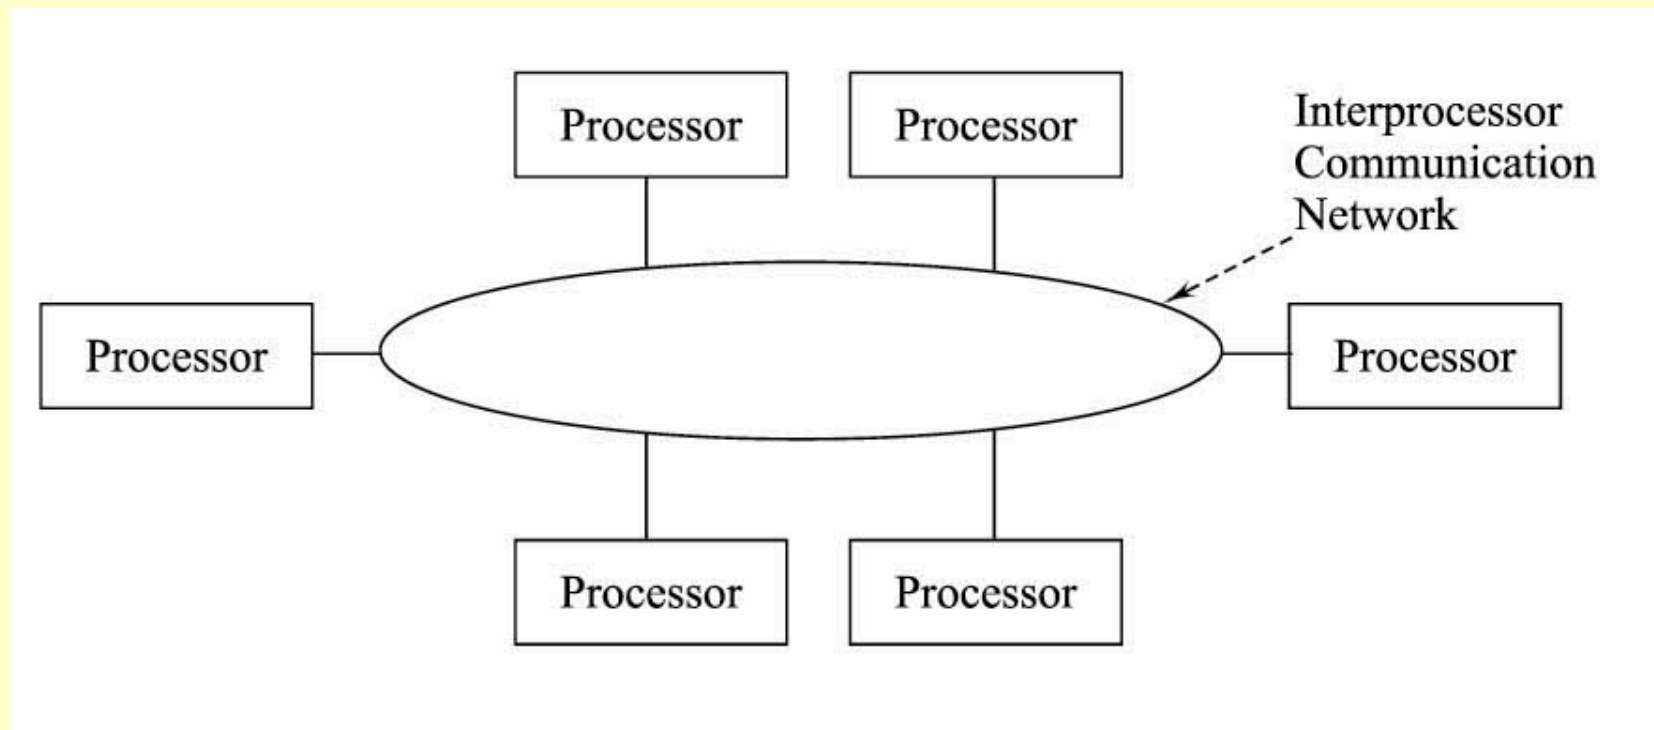 Processor
Processor
Interprocessor
Communication
Network
Processor
Processor
Processor
Processor